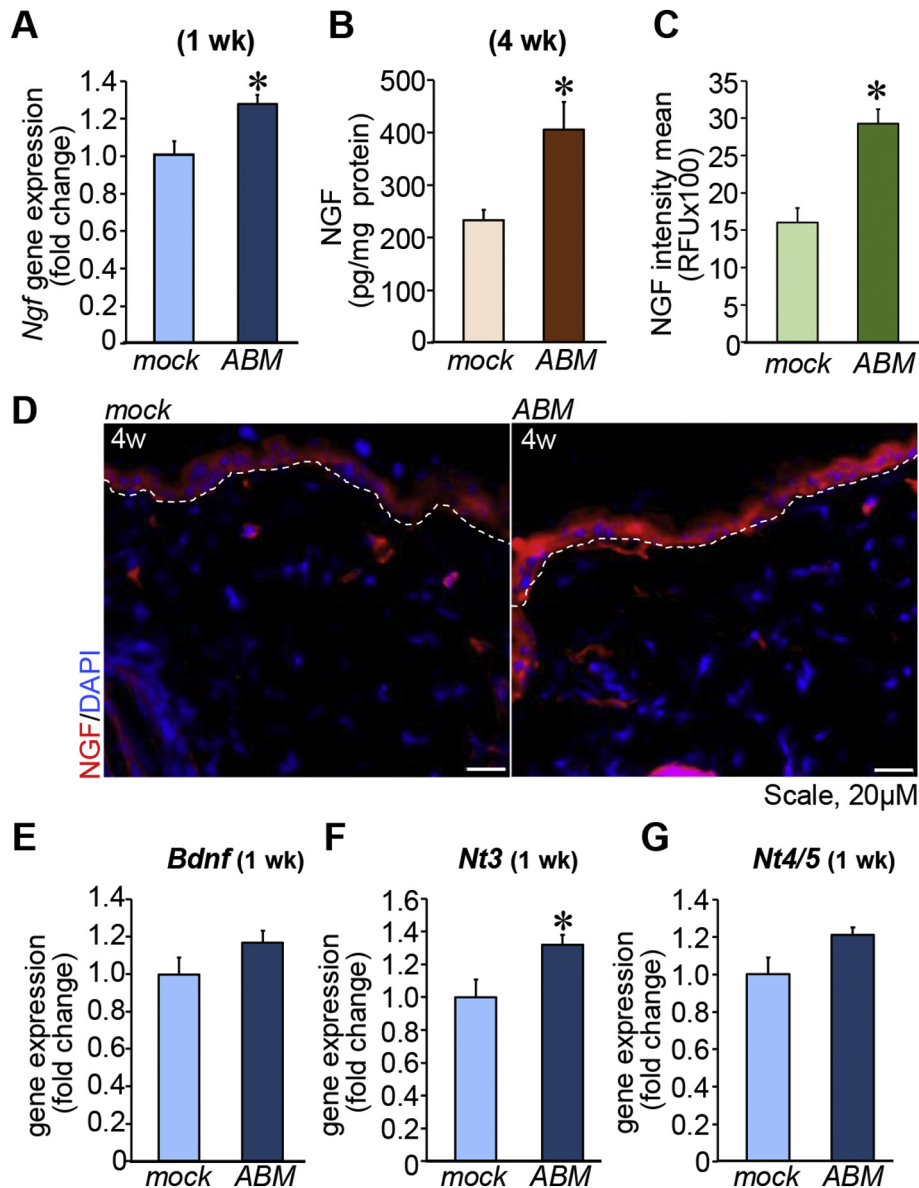 A
(1 wk)
Ngf gene expression
(fold change)
1.4
1.2
1.0
0.8
0.6
0.4
0.2
0
*
mock ABM
B
(4 wk)
NGF
(pg/mg protein)
500
400
300
200
100
0
*
mock ABM
C
NGF intensity mean
(RFUx100)
35
30
25
20
15
10
5
0
*
mock ABM
D
mock
4w
ABM
4w
NGF/DAPI
Scale, 20µM
E
Bdnf (1 wk)
gene expression
(fold change)
1.4
1.2
1.0
0.8
0.6
0.4
0.2
0
mock ABM
F
Nt3 (1 wk)
gene expression
(fold change)
1.6
1.4
1.2
1.0
0.8
0.6
0.4
0.2
0
*
mock ABM
G
Nt4/5 (1 wk)
gene expression
(fold change)
1.4
1.2
1.0
0.8
0.6
0.4
0.2
0
mock ABM